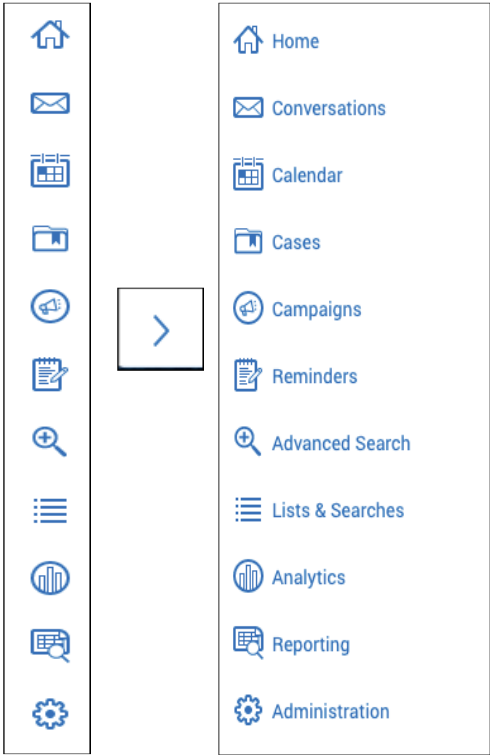 Home
Conversations
Calendar
Cases
Campaigns
Reminders
Advanced Search
Lists & Searches
Analytics
Reporting
Administration